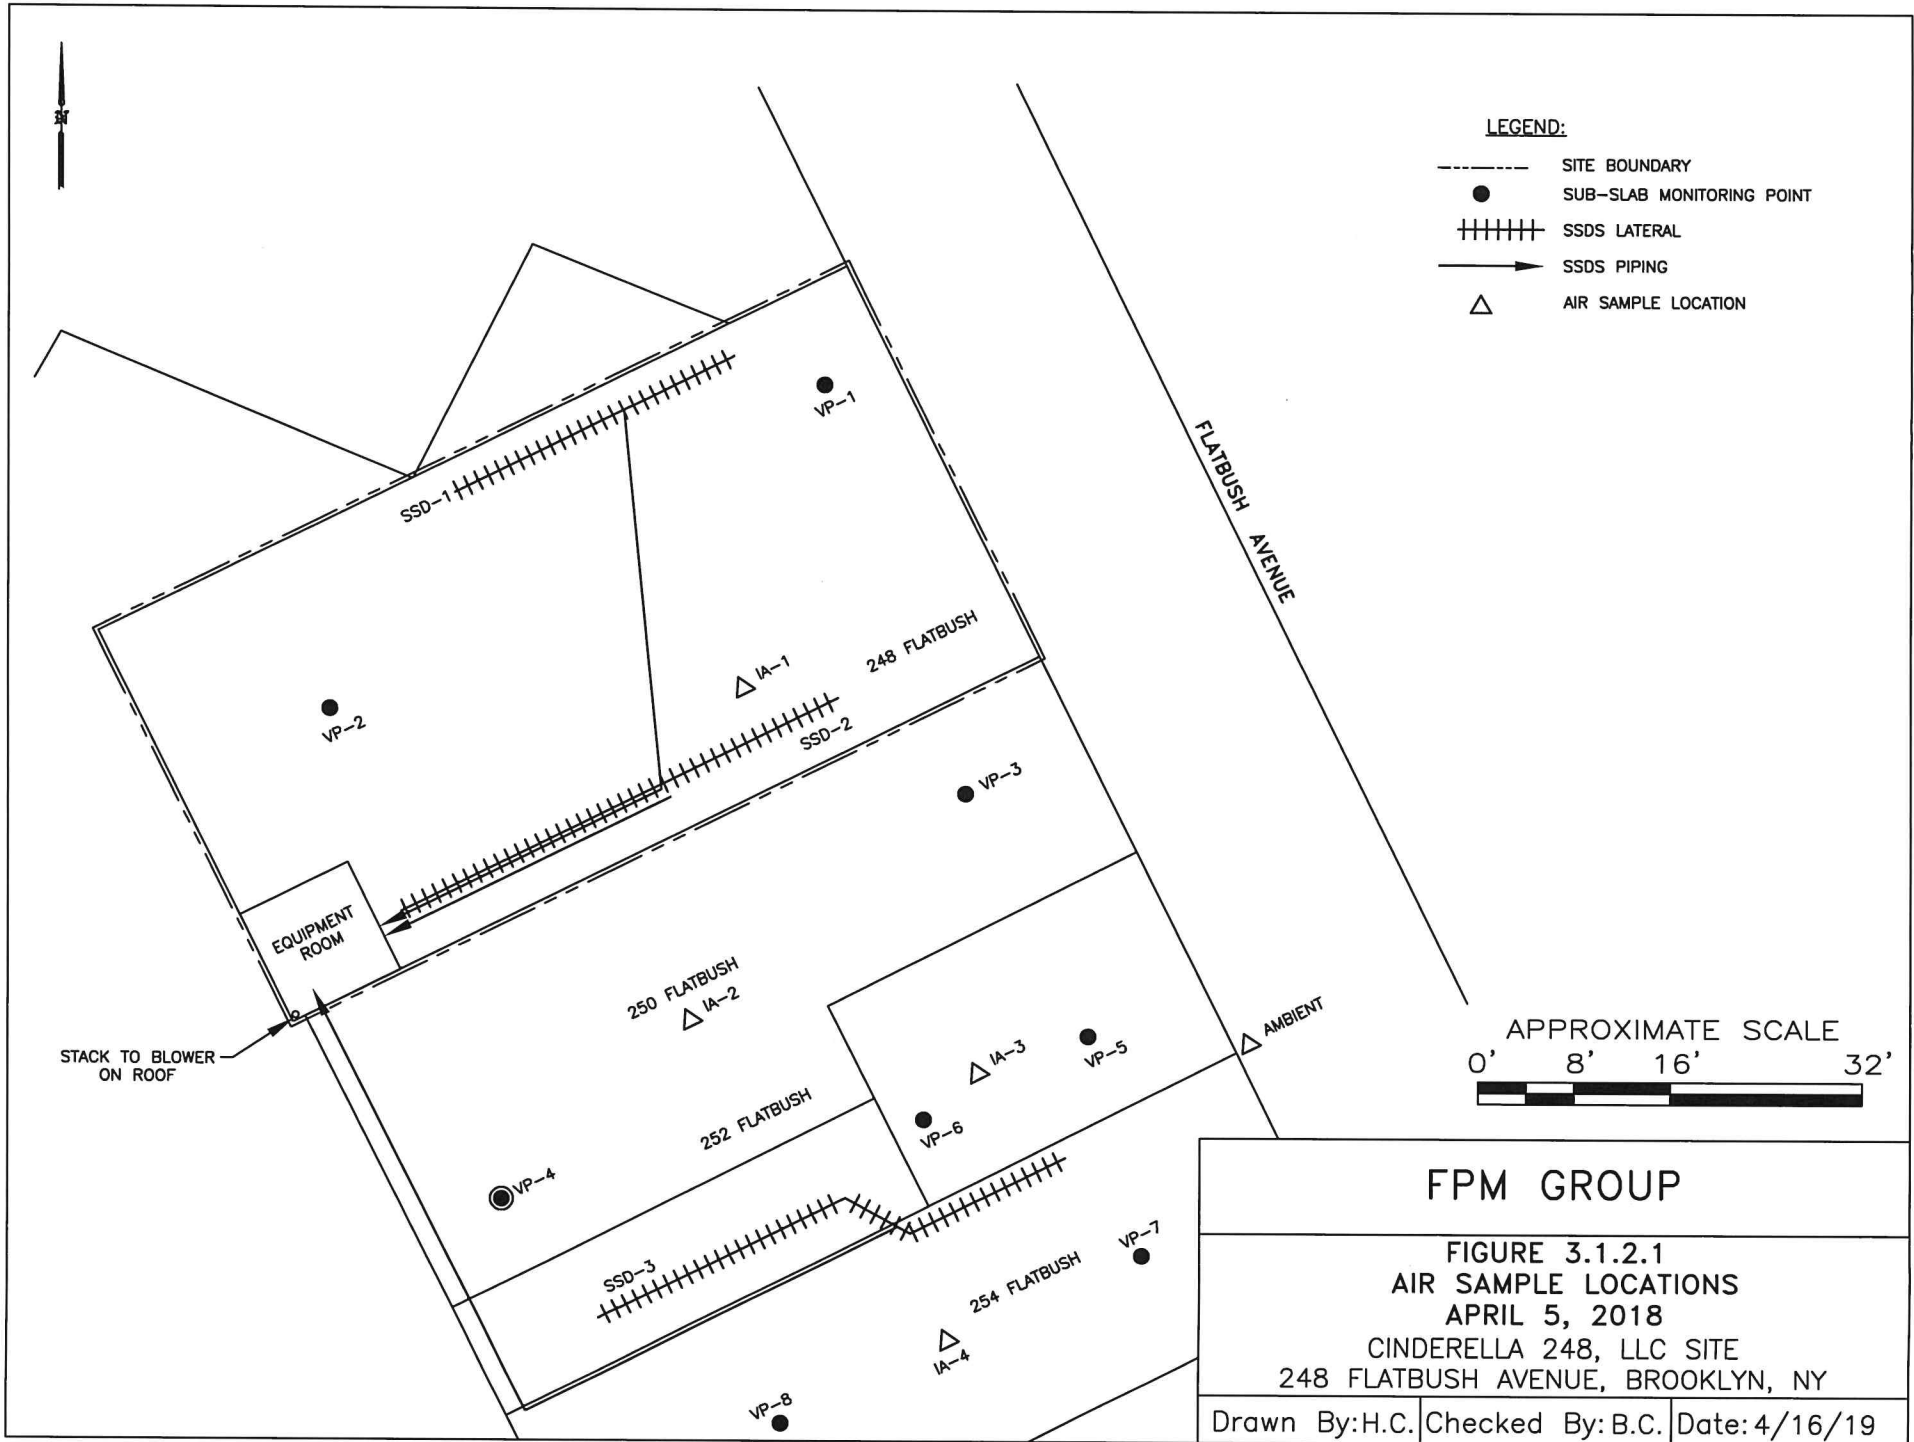 N
LEGEND:
SITE BOUNDARY
SUB-SLAB MONITORING POINT
SSDS LATERAL
SSDS PIPING
AIR SAMPLE LOCATION
VP-1
FLATBUSH AVENUE
SSD-1
248 FLATBUSH
IA-1
VP-2
SSD-2
VP-3
EQUIPMENT
ROOM
250 FLATBUSH
IA-2
STACK TO BLOWER
ON ROOF
AMBIENT
IA-3
VP-5
252 FLATBUSH
VP-6
VP-4
SSD-3
VP-7
254 FLATBUSH
IA-4
VP-8
APPROXIMATE SCALE
0' 8' 16' 32'
FPM GROUP
FIGURE 3.1.2.1
AIR SAMPLE LOCATIONS
APRIL 5, 2018
CINDERELLA 248, LLC SITE
248 FLATBUSH AVENUE, BROOKLYN, NY
Drawn By:H.C. Checked By:B.C. Date:4/16/19